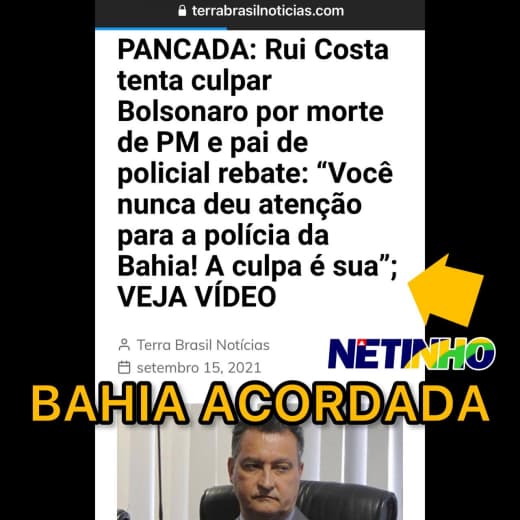 terrabrasilnoticias.com
PANCADA: Rui Costa
tenta culpar
Bolsonaro por morte
de PM e pai de
policial rebate: “Você
nunca deu atenção
para a polícia da
Bahia! A culpa é sua”;
VEJA VÍDEO
Terra Brasil Notícias
setembro 15, 2021
NETINHO
BAHIA ACORDADA